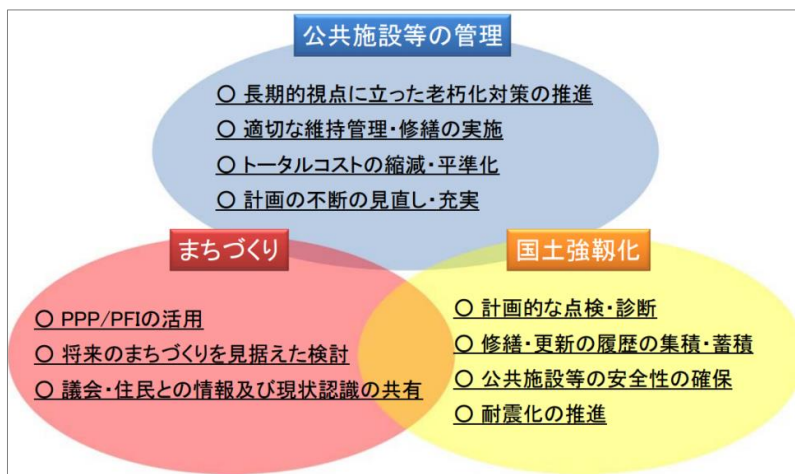 公共施設等の管理
○ 長期的視点に立った老朽化対策の推進
○ 適切な維持管理・修繕の実施
○ トータルコストの縮減・平準化
○ 計画の不断の見直し・充実
まちづくり
○ PPP/PFIの活用
○ 将来のまちづくりを見据えた検討
○ 議会・住民との情報及び現状認識の共有
国土強靱化
○ 計画的な点検・診断
○ 修繕・更新の履歴の集積・蓄積
○ 公共施設等の安全性の確保
○ 耐震化の推進